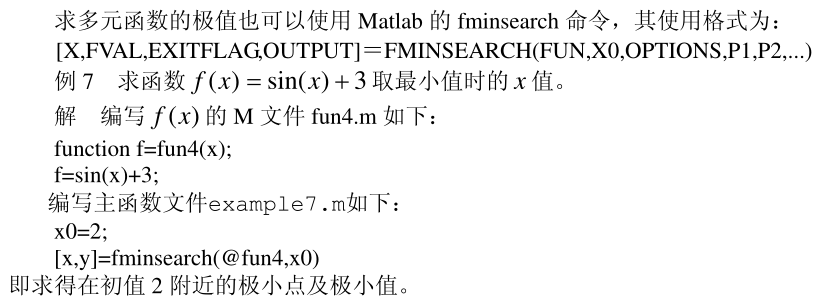 求多元函数的极值也可以使用 Matlab 的 fminsearch 命令，其使用格式为：
[X,FVAL,EXITFLAG,OUTPUT]＝FMINSEARCH(FUN,X0,OPTIONS,P1,P2,...)
例 7 求函数 f(x) = sin(x) + 3 取最小值时的 x 值。
解 编写 f(x) 的 M 文件 fun4.m 如下：
function f=fun4(x);
f=sin(x)+3;
编写主函数文件example7.m如下：
x0=2;
[x,y]=fminsearch(@fun4,x0)
即求得在初值 2 附近的极小点及极小值。